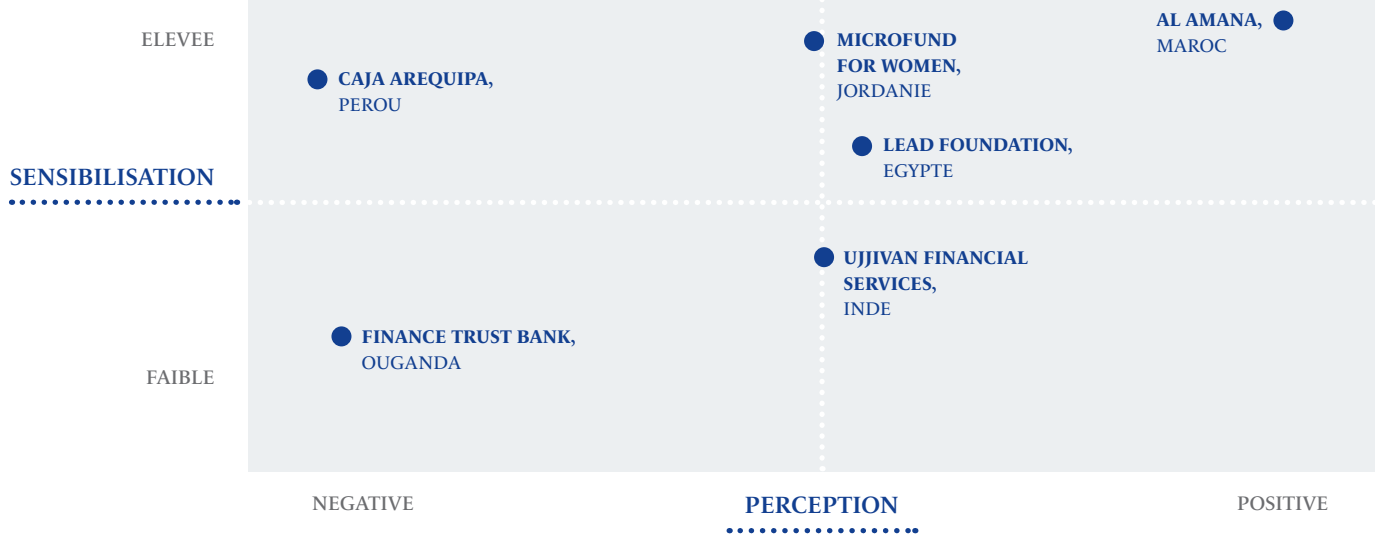 ELEVEE
AL AMANA,
MAROC
MICROFUND
FOR WOMEN,
JORDANIE
CAJA AREQUIPA,
PEROU
LEAD FOUNDATION,
EGYPTE
SENSIBILISATION
UJJIVAN FINANCIAL
SERVICES,
INDE
FINANCE TRUST BANK,
OUGANDA
FAIBLE
NEGATIVE
PERCEPTION
POSITIVE